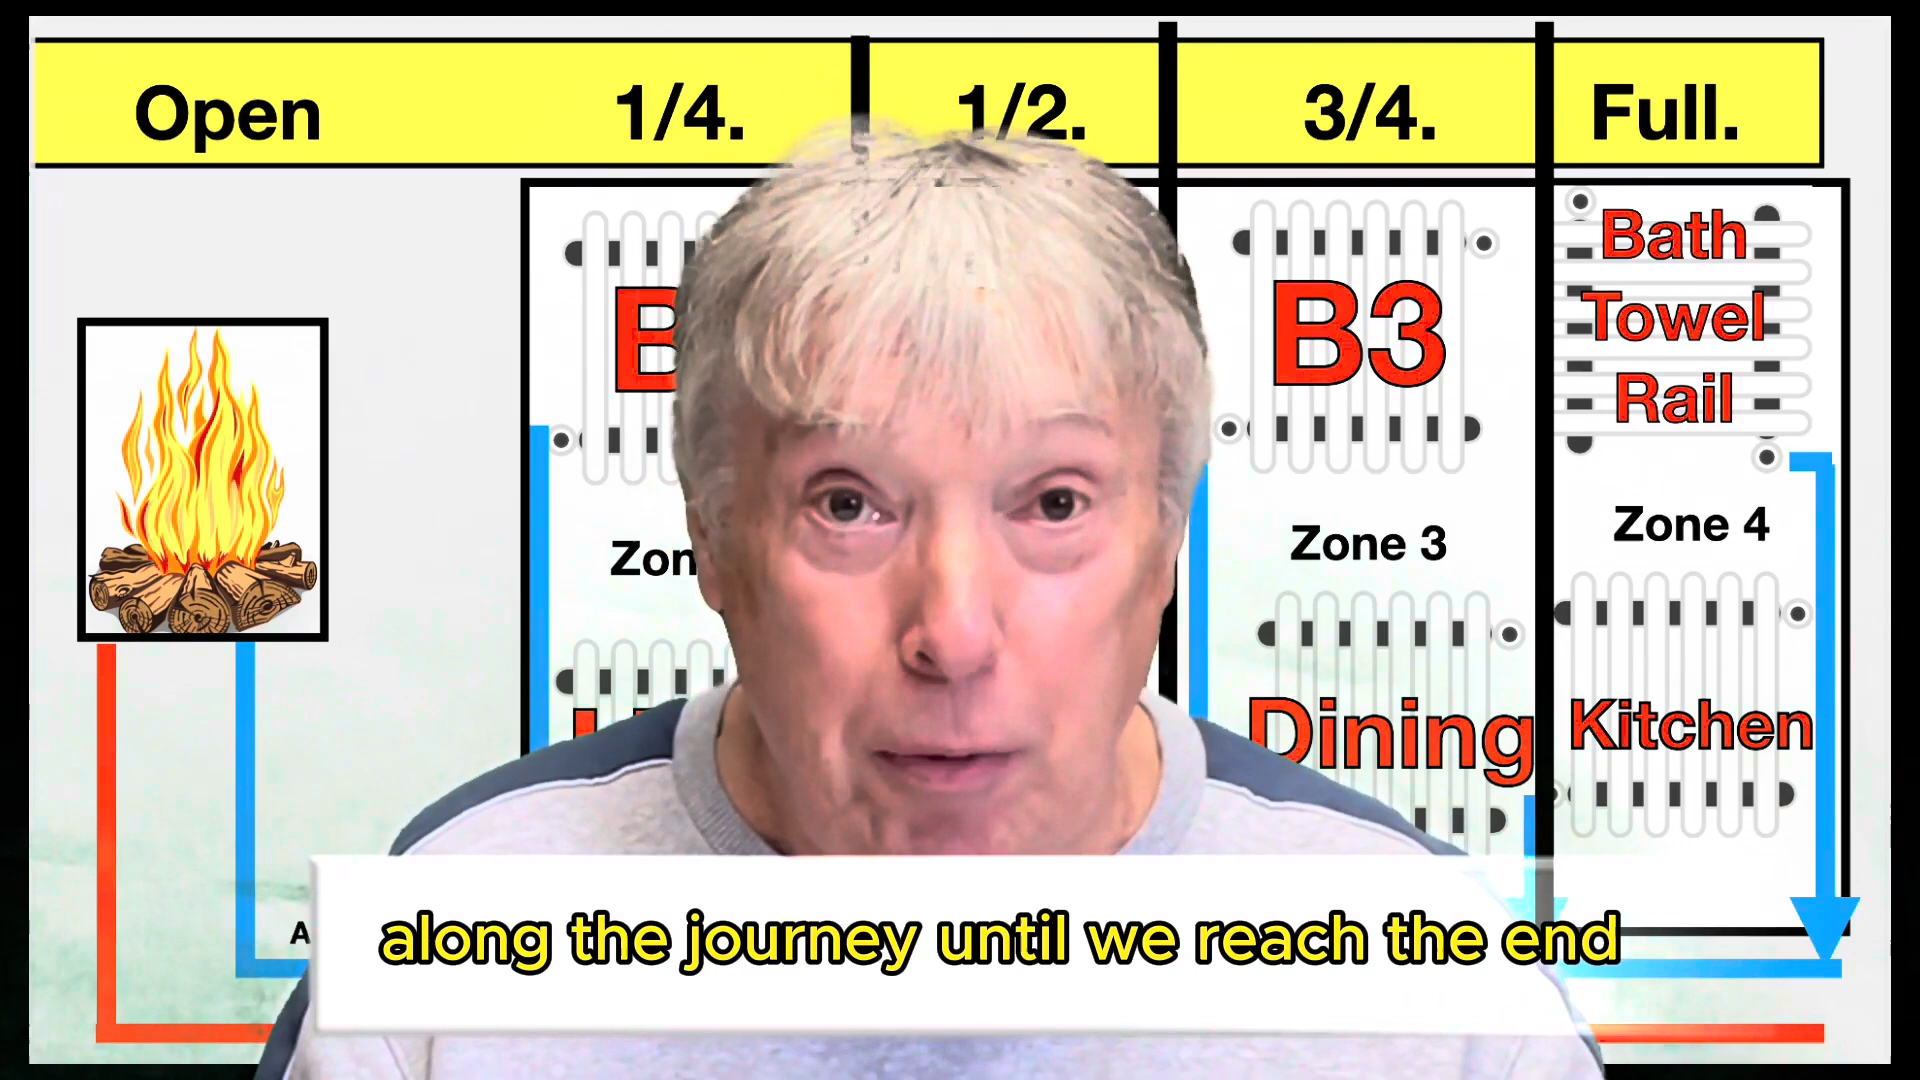 Open 1/4. 1/2. 3/4. Full.
B3
Bath
Towel
Rail
Zone 3
Zone 4
Dining
Kitchen
along the journey until we reach the end